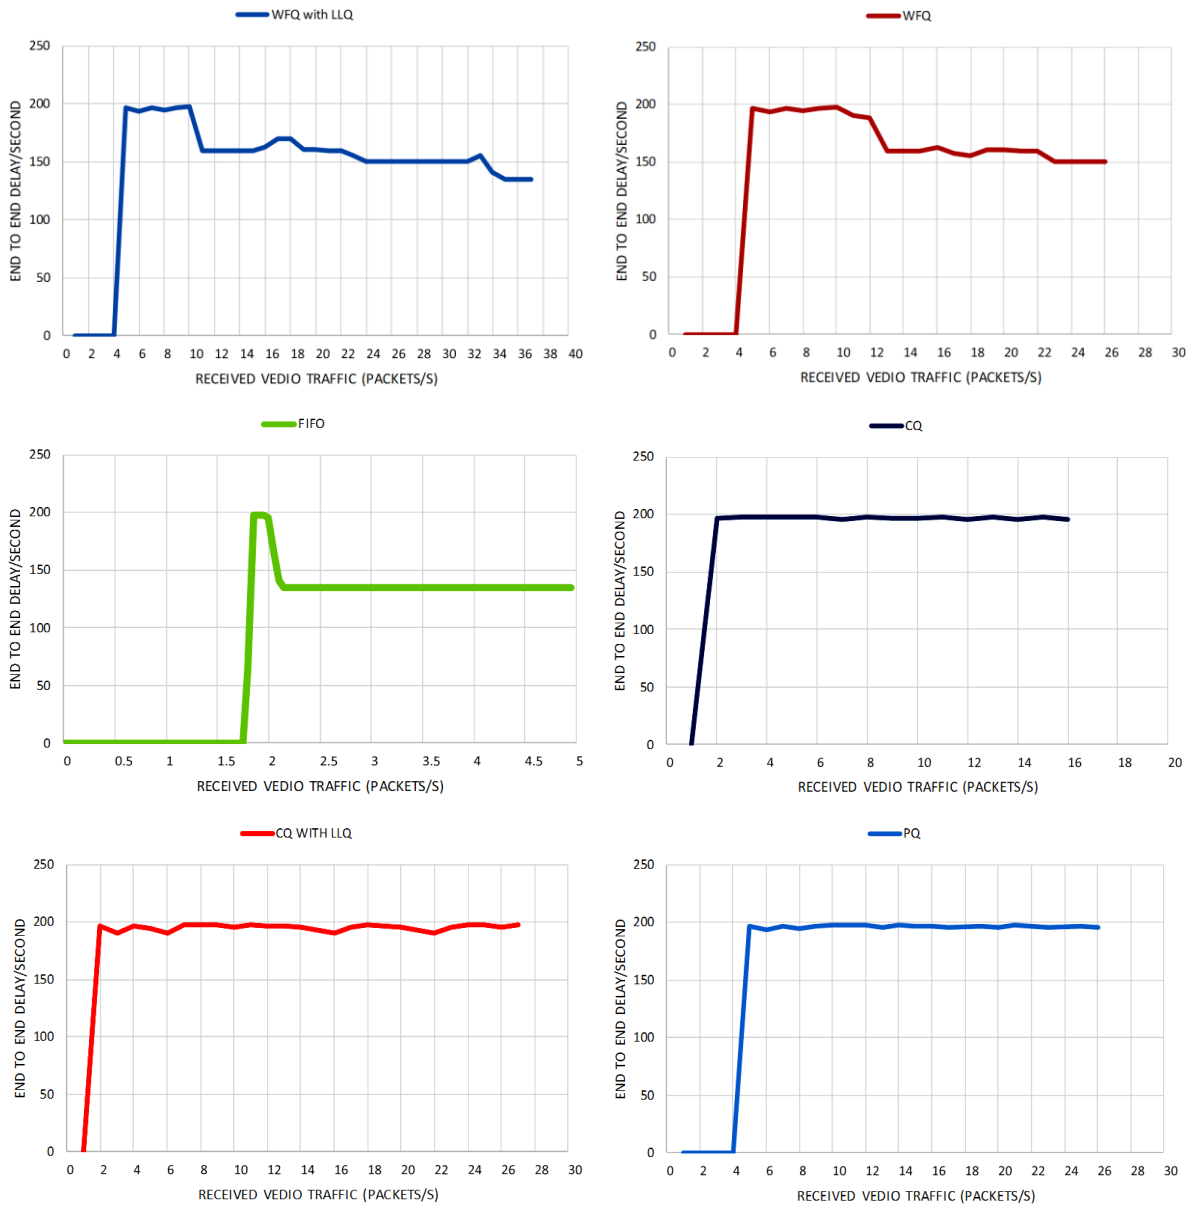 WFQ with LLQ
END TO END DELAY/SECOND
250
200
150
100
50
0
0 2 4 6 8 10 12 14 16 18 20 22 24 26 28 30 32 34 36 38 40
RECEIVED VEDIO TRAFFIC (PACKETS/S)
WFQ
END TO END DELAY/SECOND
250
200
150
100
50
0
0 2 4 6 8 10 12 14 16 18 20 22 24 26 28 30
RECEIVED VEDIO TRAFFIC (PACKETS/S)
FIFO
END TO END DELAY/SECOND
250
200
150
100
50
0
0 0.5 1 1.5 2 2.5 3 3.5 4 4.5 5
RECEIVED VEDIO TRAFFIC (PACKETS/S)
CQ
END TO END DELAY/SECOND
250
200
150
100
50
0
0 2 4 6 8 10 12 14 16 18 20
RECEIVED VEDIO TRAFFIC (PACKETS/S)
CQ WITH LLQ
END TO END DELAY/SECOND
250
200
150
100
50
0
0 2 4 6 8 10 12 14 16 18 20 22 24 26 28 30
RECEIVED VEDIO TRAFFIC (PACKETS/S)
PQ
END TO END DELAY/SECOND
250
200
150
100
50
0
0 2 4 6 8 10 12 14 16 18 20 22 24 26 28 30
RECEIVED VEDIO TRAFFIC (PACKETS/S)